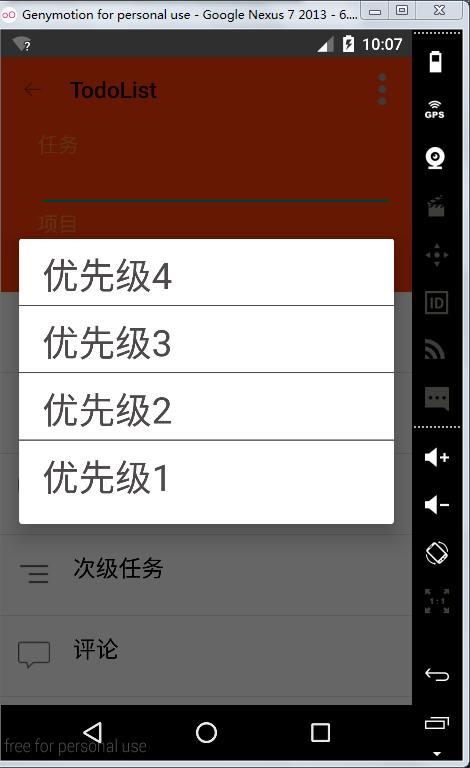 Genymotion for personal use - Google Nexus 7 2013 - 6....
10:07
TodoList
GPS
任务
项目
ID
优先级4
优先级3
优先级2
优先级1
次级任务
1:1
评论
free for personal use